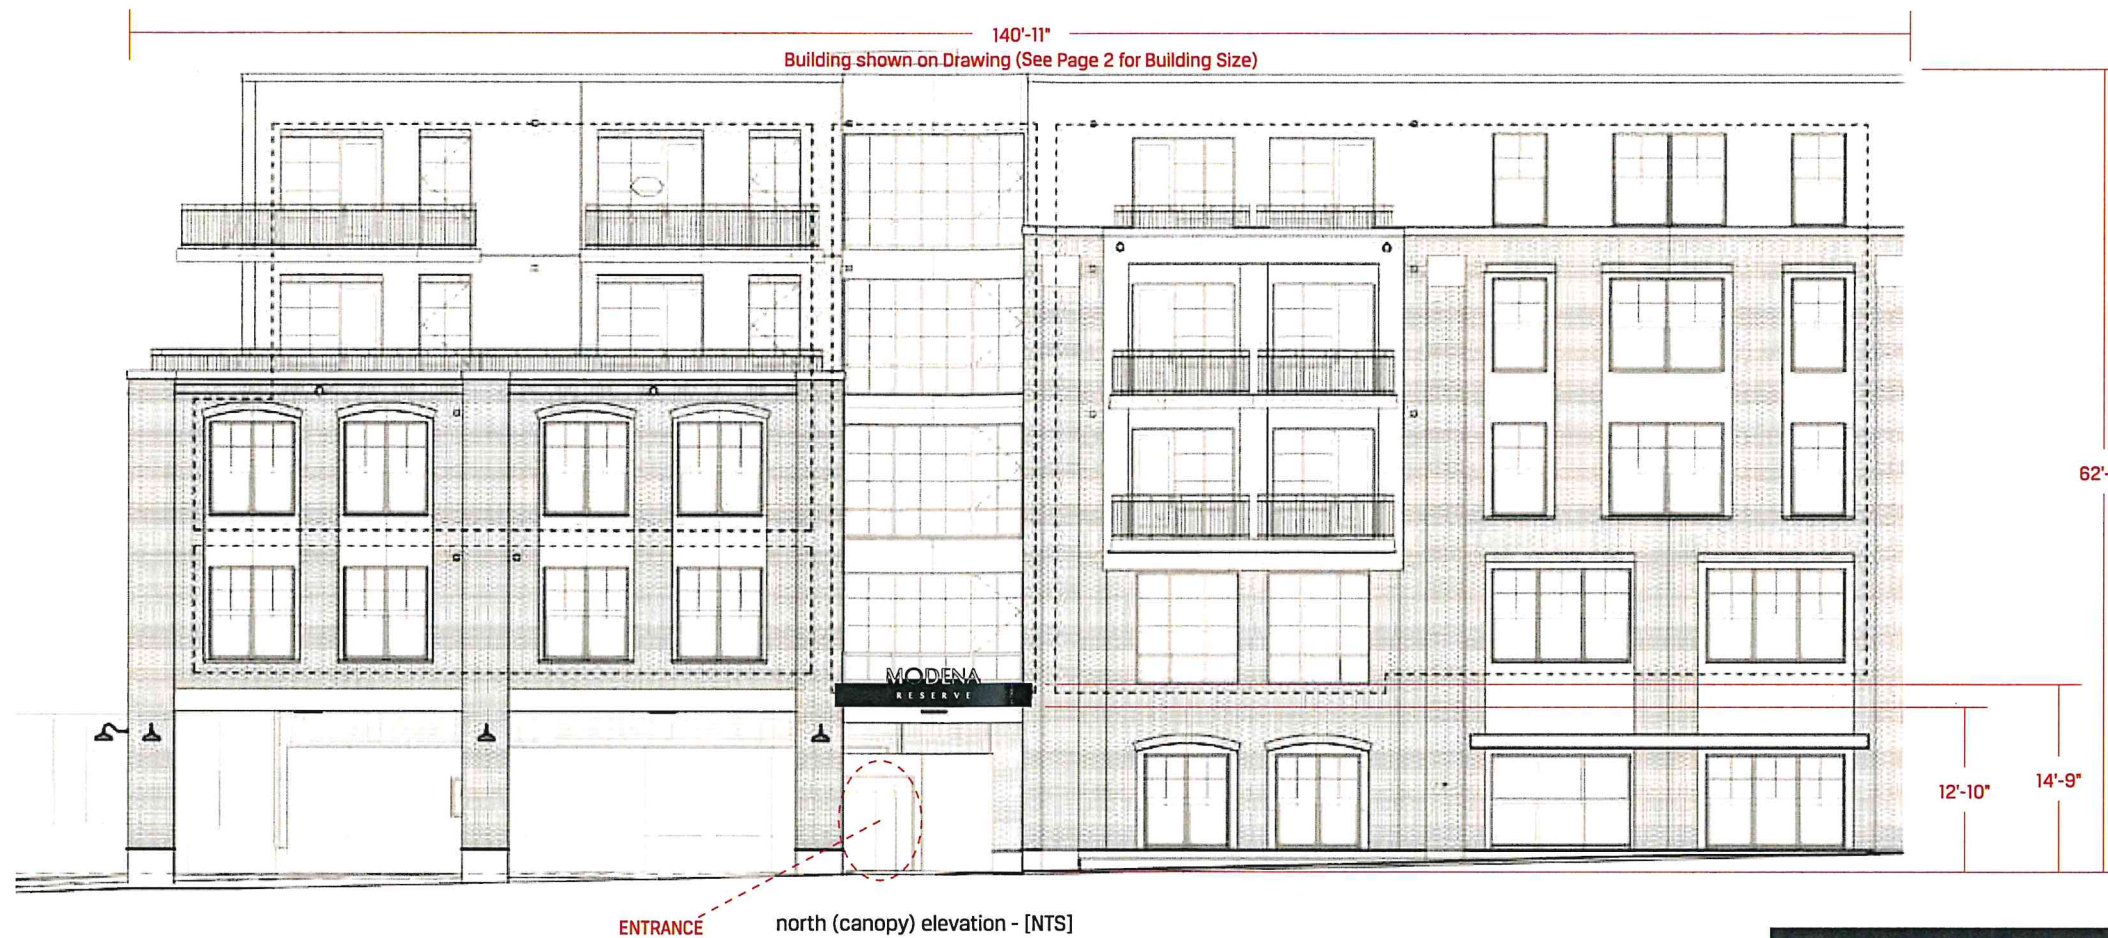 140'-11"
Building shown on Drawing (See Page 2 for Building Size)
62'-
MODENA
RESERVE
12'-10"
14'-9"
ENTRANCE
north (canopy) elevation - [NTS]